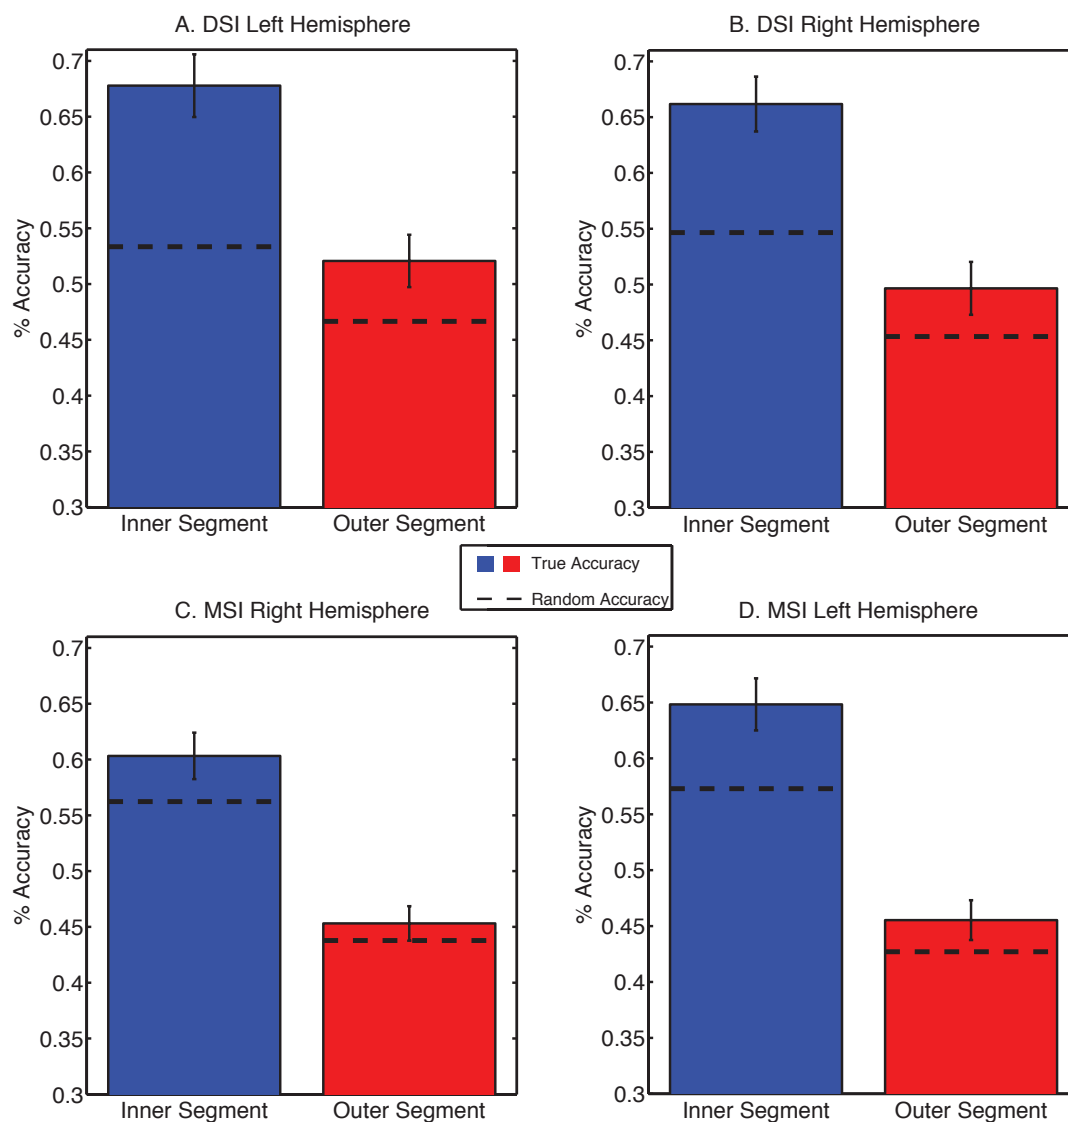 A. DSI Left Hemisphere
% Accuracy
0.7
0.65
0.6
0.55
0.5
0.45
0.4
0.35
0.3
Inner Segment Outer Segment
B. DSI Right Hemisphere
% Accuracy
0.7
0.65
0.6
0.55
0.5
0.45
0.4
0.35
0.3
Inner Segment Outer Segment
True Accuracy
Random Accuracy
C. MSI Right Hemisphere
% Accuracy
0.7
0.65
0.6
0.55
0.5
0.45
0.4
0.35
0.3
Inner Segment Outer Segment
D. MSI Left Hemisphere
% Accuracy
0.7
0.65
0.6
0.55
0.5
0.45
0.4
0.35
0.3
Inner Segment Outer Segment